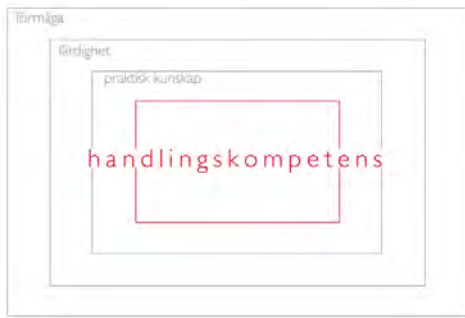 förmåga
färdighet
praktisk kunskap
handlingskompetens